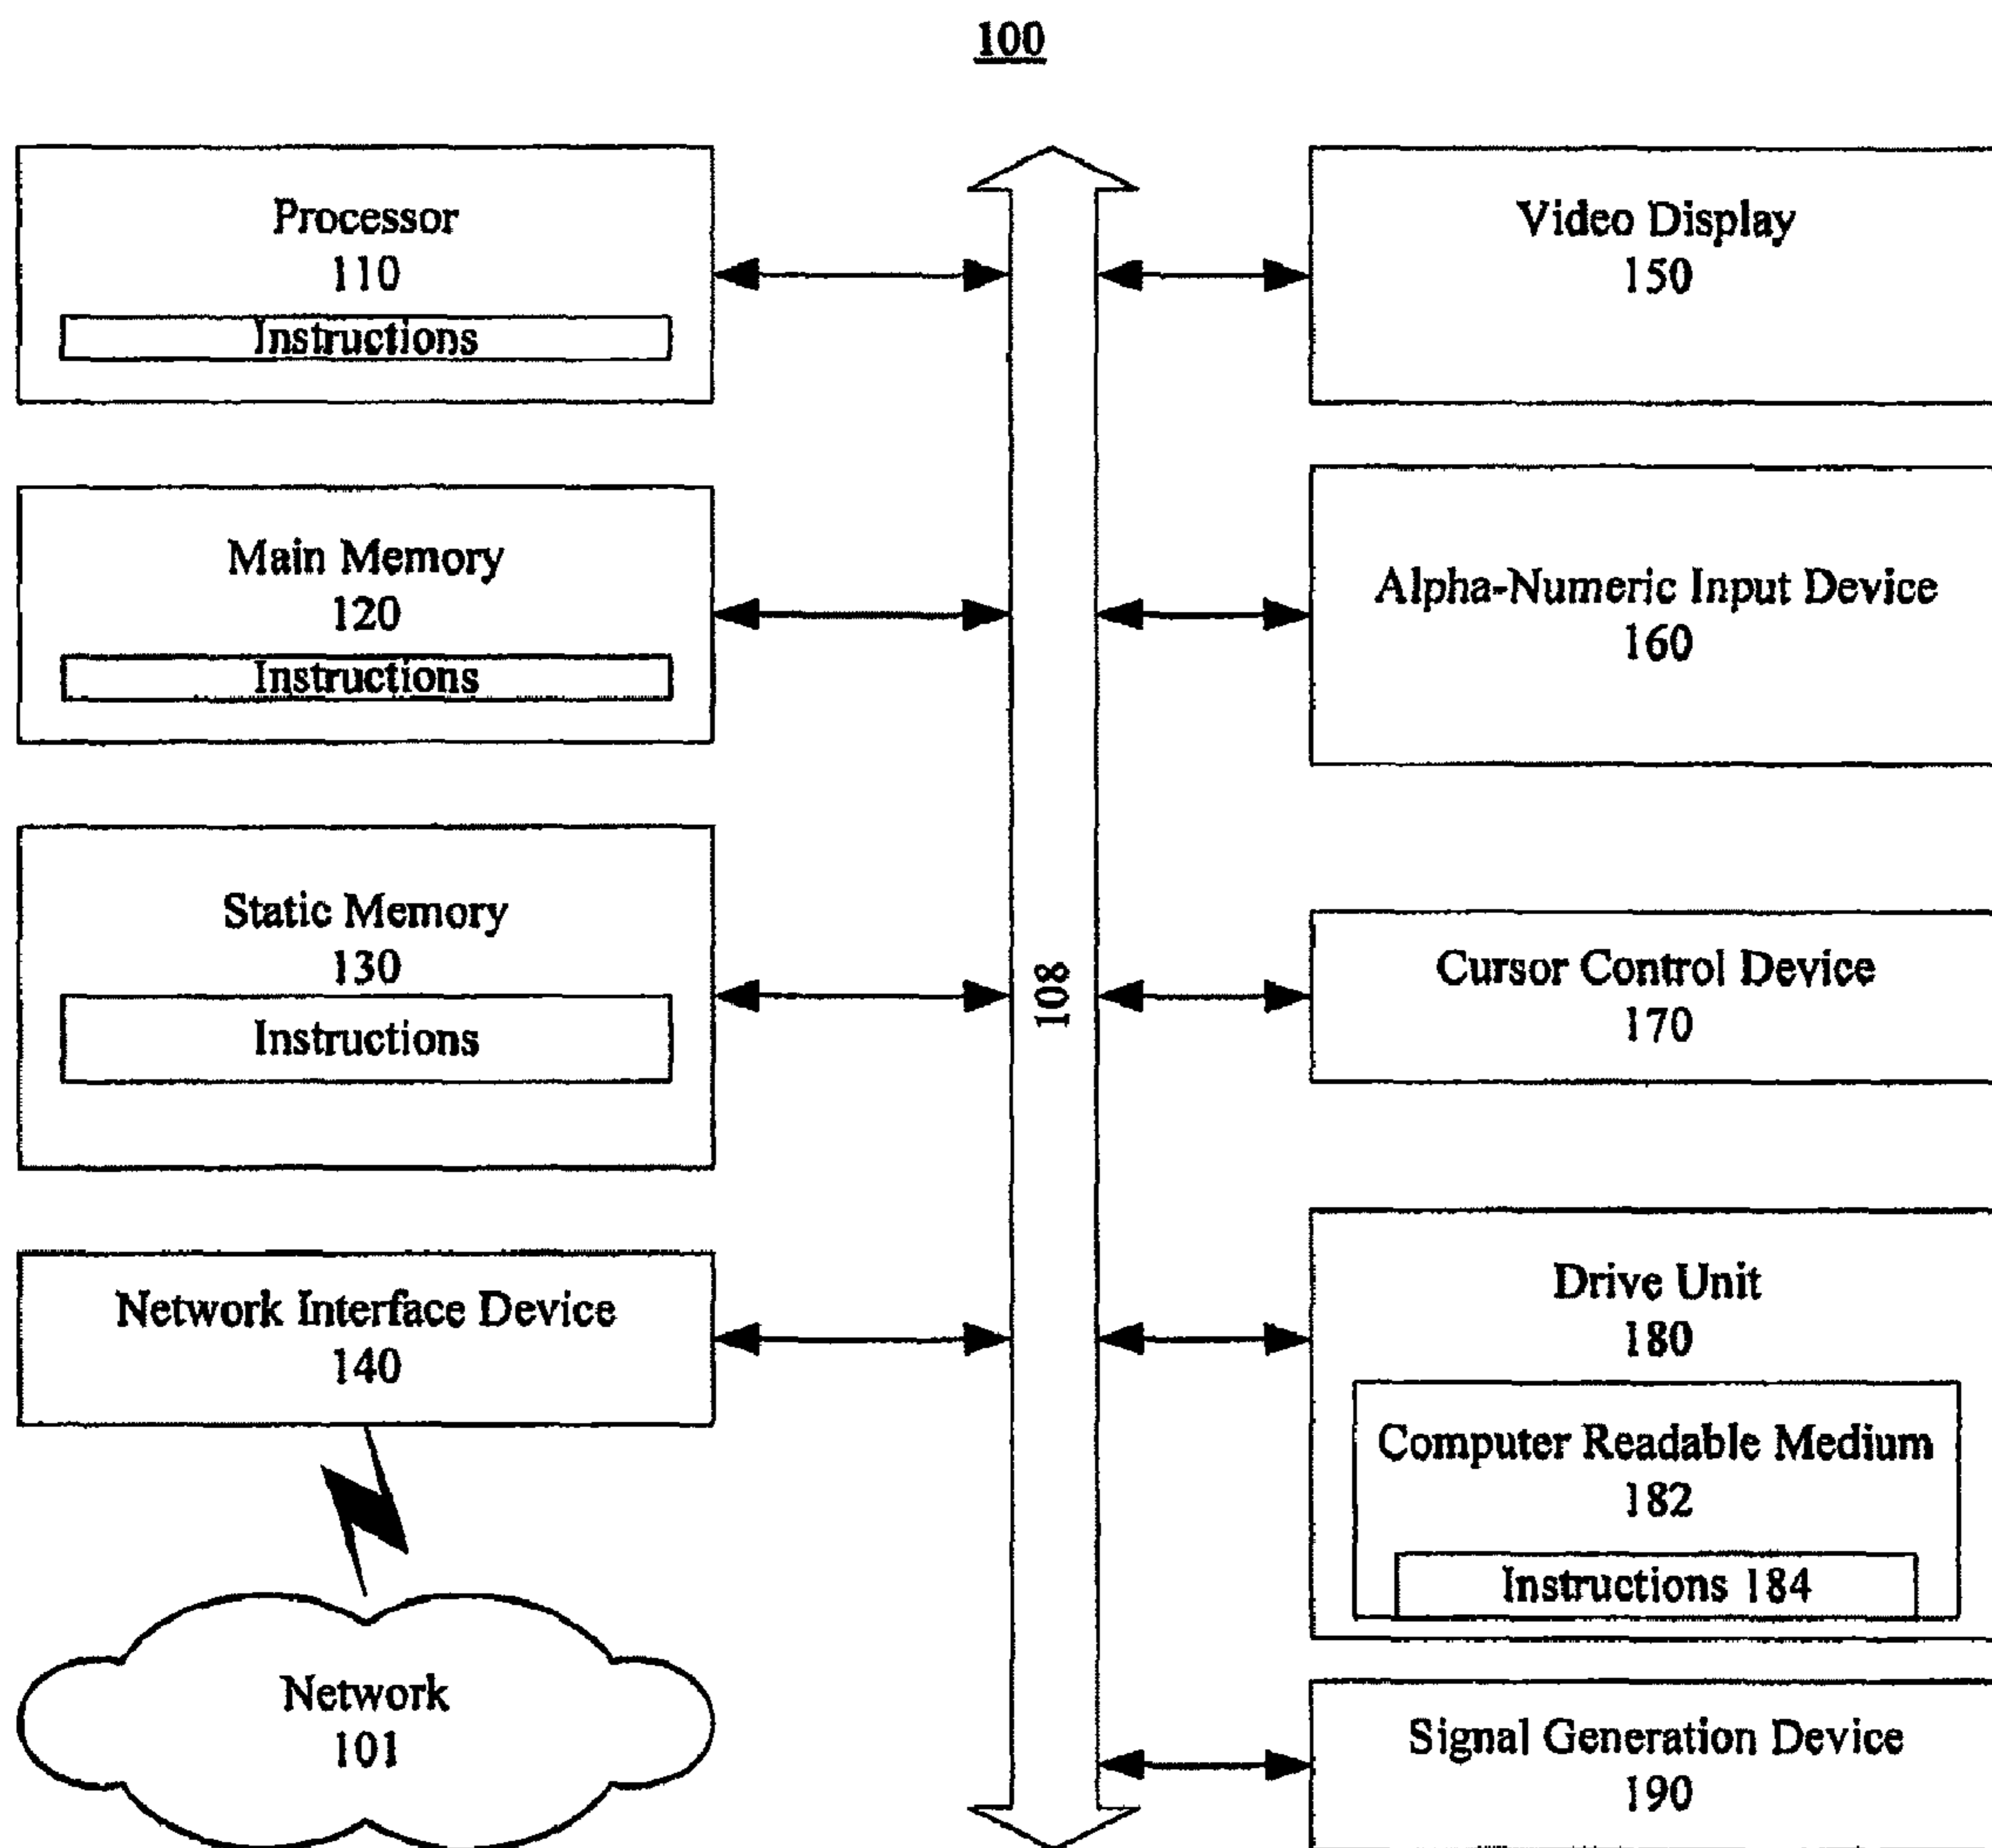 100
Processor
110
Instructions
Main Memory
120
Instructions
Static Memory
130
Instructions
Network Interface Device
140
Network
101
108
Video Display
150
Alpha-Numeric Input Device
160
Cursor Control Device
170
Drive Unit
180
Computer Readable Medium
182
Instructions 184
Signal Generation Device
190